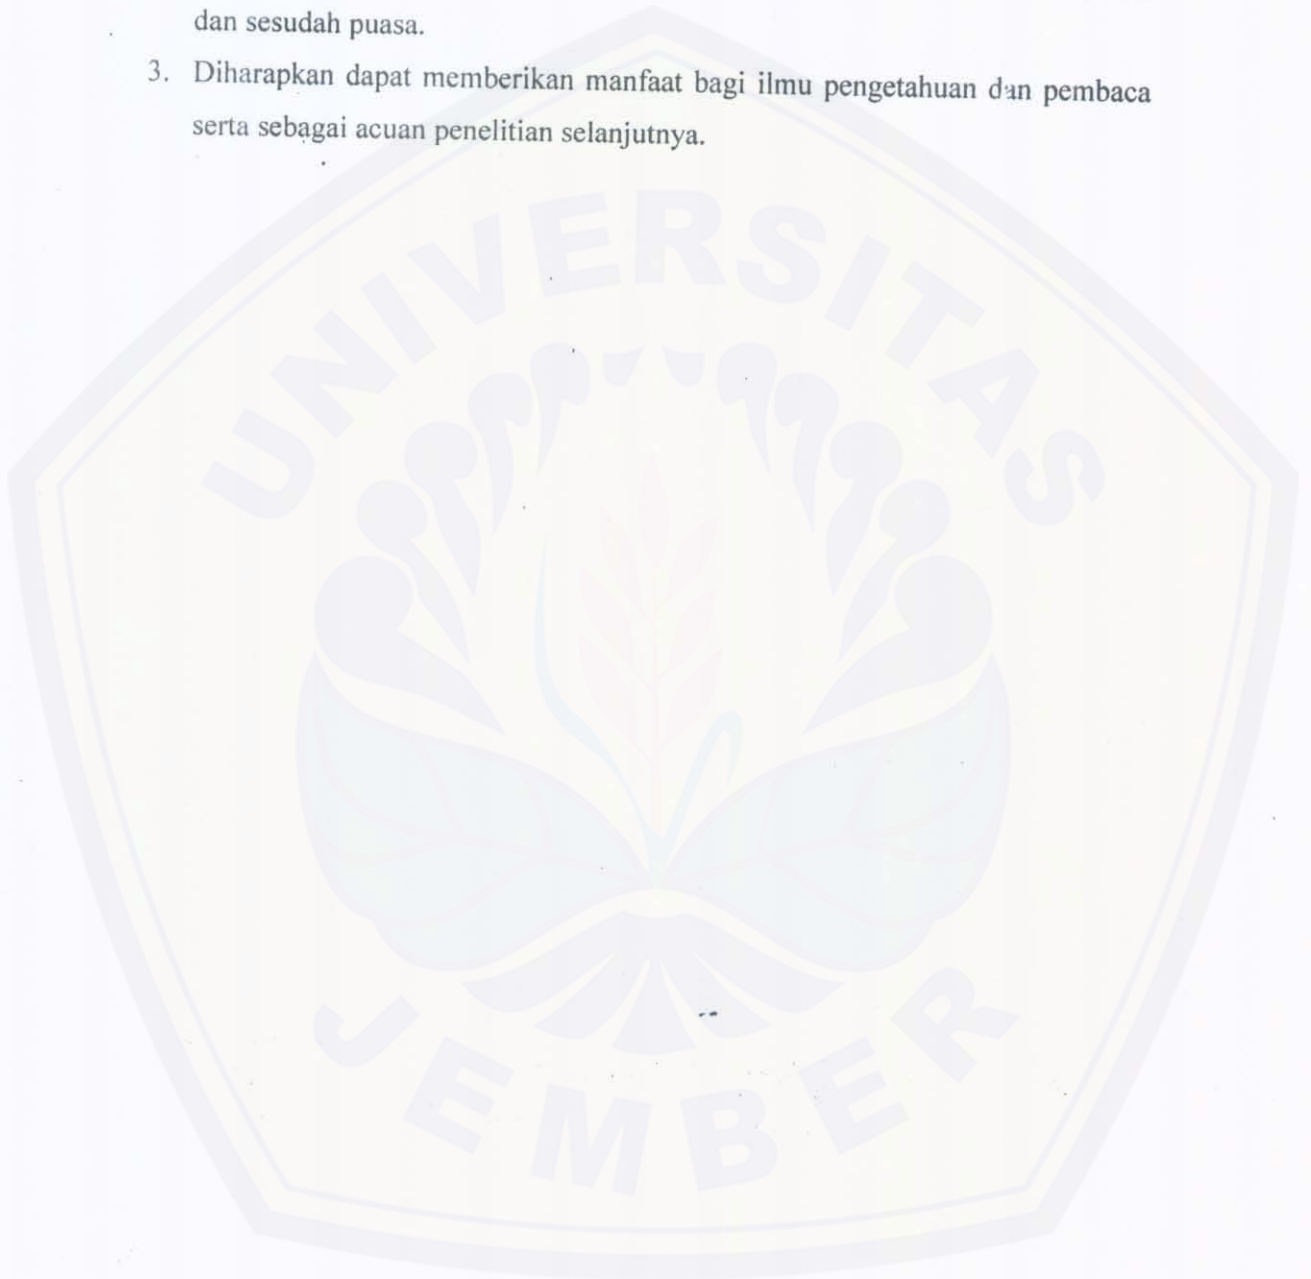 dan sesudah puasa.
3. Diharapkan dapat memberikan manfaat bagi ilmu pengetahuan dan pembaca
serta sebagai acuan penelitian selanjutnya.
UNIVERSITAS
JEMBER